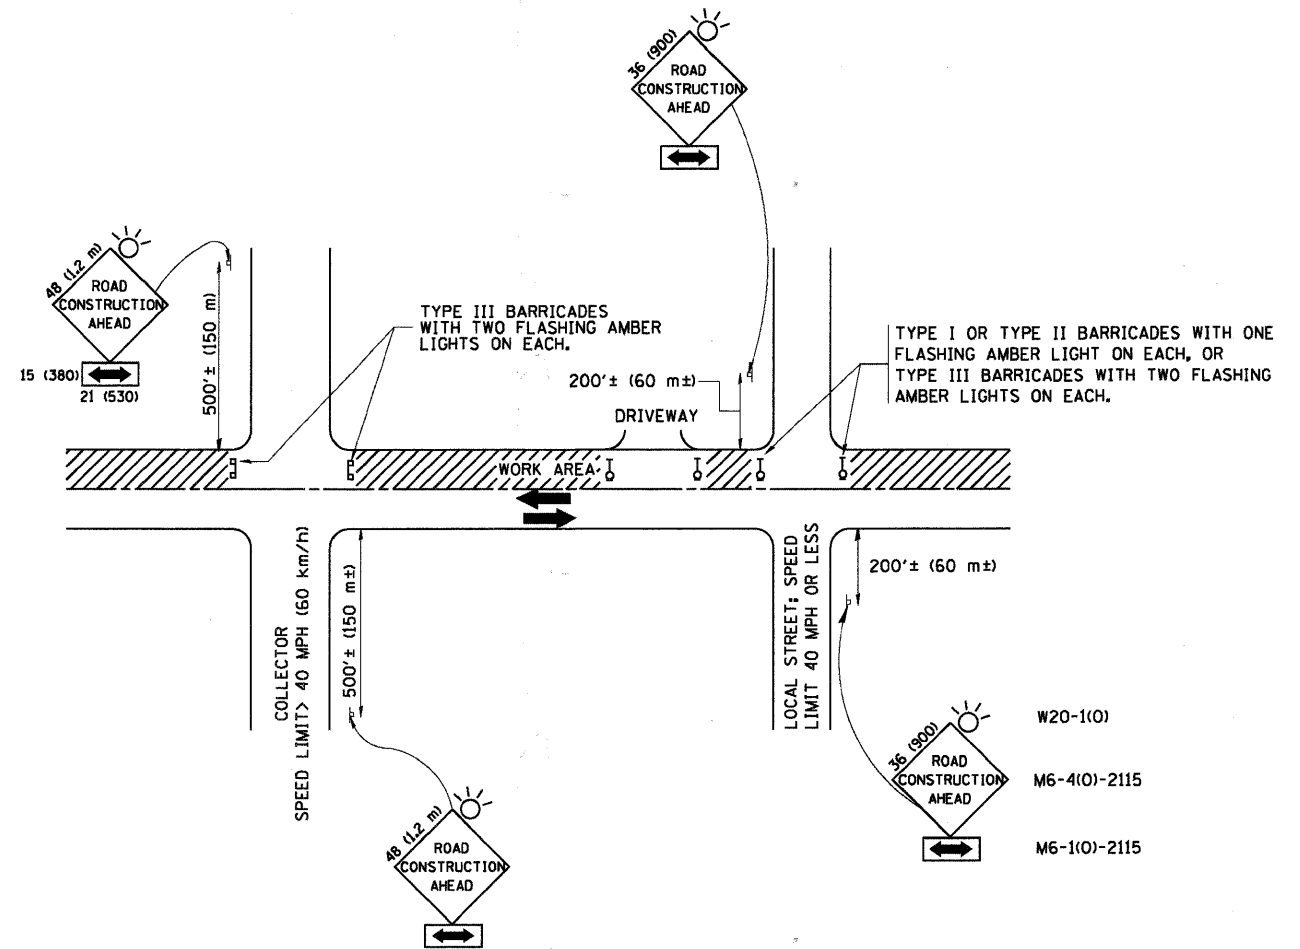 36 (900)
ROAD
CONSTRUCTION
AHEAD
48 (1.2 m)
ROAD
CONSTRUCTION
AHEAD
15 (380)
21 (530)
500'± (150 m)
TYPE III BARRICADES
WITH TWO FLASHING AMBER
LIGHTS ON EACH.
200'± (60 m±)
DRIVEWAY
TYPE I OR TYPE II BARRICADES WITH ONE
FLASHING AMBER LIGHT ON EACH, OR
TYPE III BARRICADES WITH TWO FLASHING
AMBER LIGHTS ON EACH.
WORK AREA
COLLECTOR
SPEED LIMIT> 40 MPH (60 km/h)
500'± (150 m±)
LOCAL STREET; SPEED
LIMIT 40 MPH OR LESS
200'± (60 m±)
48 (1.2 m)
ROAD
CONSTRUCTION
AHEAD
36 (900)
ROAD
CONSTRUCTION
AHEAD
W20-1(O)
M6-4(O)-2115
M6-1(O)-2115